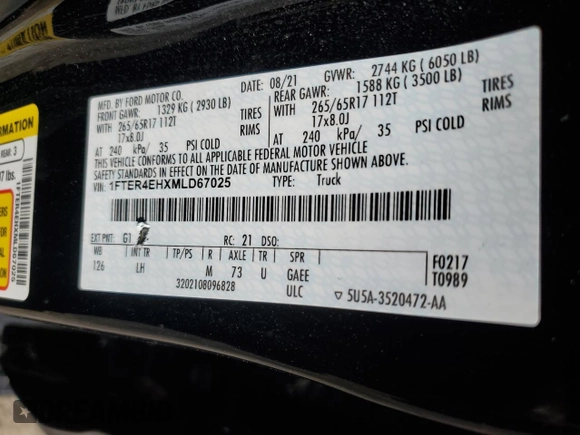 MFD. BY FORD MOTOR CO.
DATE: 08/21 GVWR: 2744 KG ( 6050 LB)
FRONT GAWR: 1329 KG ( 2930 LB) REAR GAWR: 1588 KG ( 3500 LB)
WITH 265/65R17 112T TIRES WITH 265/65R17 112T TIRES
17x8.0J RIMS 17x8.0J RIMS
AT 240 kPa/ 35 PSI COLD AT 240 kPa/ 35 PSI COLD
THIS VEHICLE CONFORMS TO ALL APPLICABLE FEDERAL MOTOR VEHICLE
SAFETY STANDARDS IN EFFECT ON THE DATE OF MANUFACTURE SHOWN ABOVE.
VIN: 1FTER4EHXMLD67025 TYPE: Truck
EXT PNT: G1 RC: 21 DSO:
WB INT TR TP/PS R AXLE TR SPR
126 LH M 73 U GAEE
F0217
T0989
3202108096828 ULC
▽ 5U5A-3520472-AA
REAR 3